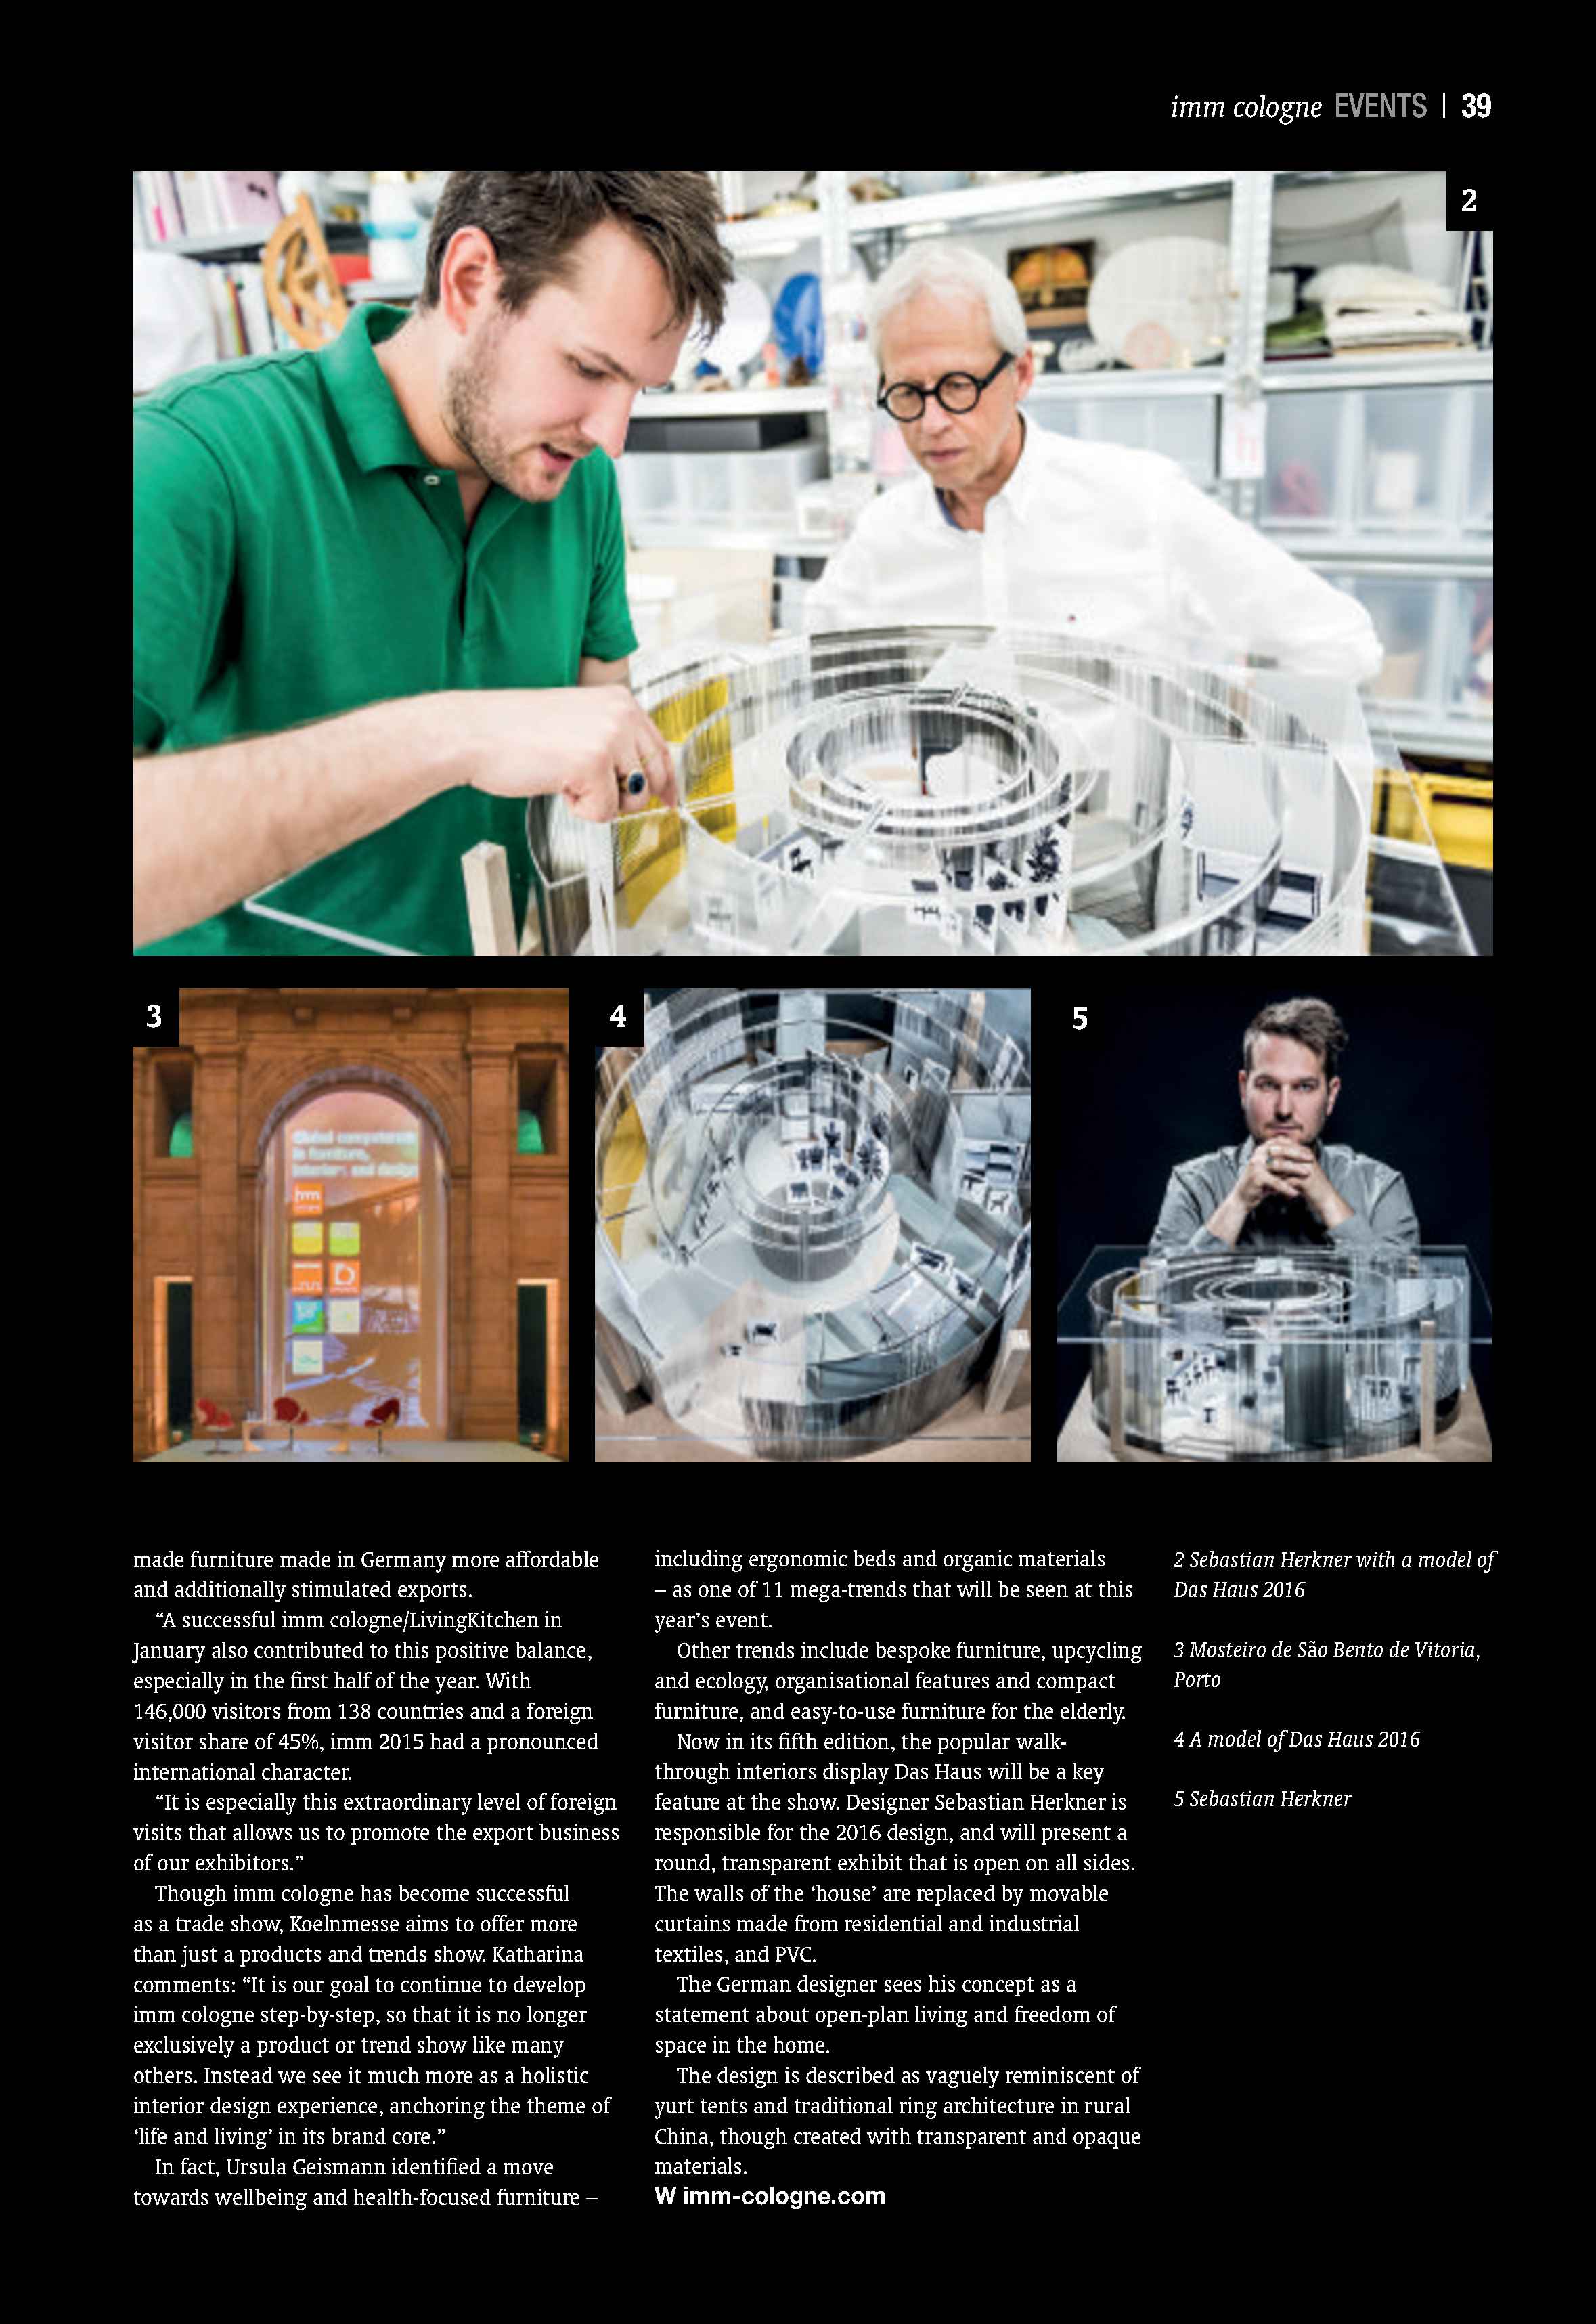 imm cologne EVENTS | 39
2
3
4
5
Global competence
in furniture,
interiors and design
imm
made furniture made in Germany more affordable
and additionally stimulated exports.
“A successful imm cologne/LivingKitchen in
January also contributed to this positive balance,
especially in the first half of the year. With
146,000 visitors from 138 countries and a foreign
visitor share of 45%, imm 2015 had a pronounced
international character.
“It is especially this extraordinary level of foreign
visits that allows us to promote the export business
of our exhibitors.”
Though imm cologne has become successful
as a trade show, Koelnmesse aims to offer more
than just a products and trends show. Katharina
comments: “It is our goal to continue to develop
imm cologne step-by-step, so that it is no longer
exclusively a product or trend show like many
others. Instead we see it much more as a holistic
interior design experience, anchoring the theme of
‘life and living’ in its brand core.”
In fact, Ursula Geismann identified a move
towards wellbeing and health-focused furniture –
including ergonomic beds and organic materials
– as one of 11 mega-trends that will be seen at this
year’s event.
Other trends include bespoke furniture, upcycling
and ecology, organisational features and compact
furniture, and easy-to-use furniture for the elderly.
Now in its fifth edition, the popular walk-
through interiors display Das Haus will be a key
feature at the show. Designer Sebastian Herkner is
responsible for the 2016 design, and will present a
round, transparent exhibit that is open on all sides.
The walls of the ‘house’ are replaced by movable
curtains made from residential and industrial
textiles, and PVC.
The German designer sees his concept as a
statement about open-plan living and freedom of
space in the home.
The design is described as vaguely reminiscent of
yurt tents and traditional ring architecture in rural
China, though created with transparent and opaque
materials.
W imm-cologne.com
2 Sebastian Herkner with a model of
Das Haus 2016
3 Mosteiro de São Bento de Vitoria,
Porto
4 A model of Das Haus 2016
5 Sebastian Herkner